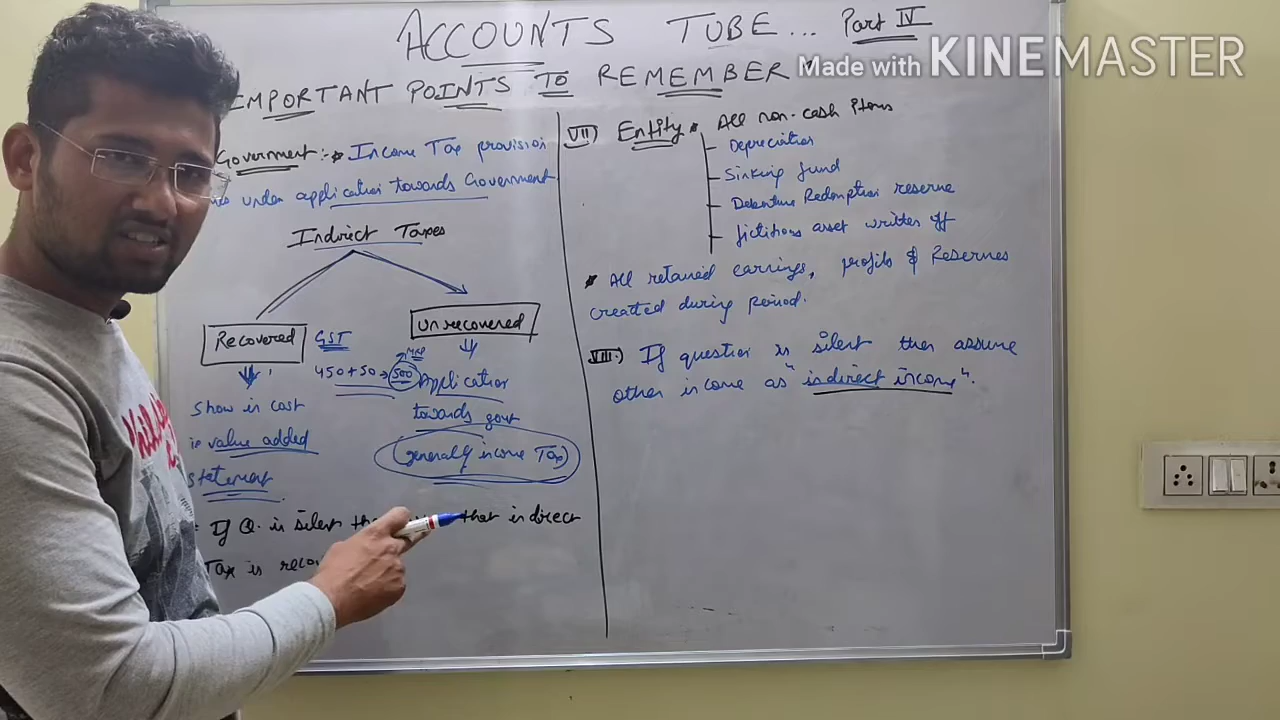 ACCOUNTS TUBE... Part IV
Made with KINEMASTER
IMPORTANT POINTS TO REMEMBER
Government:- Income Tax provision
under application towards Government
Indirect Taxes
Recovered
GST
Show in cost
in value added
statement
Unrecovered
MRP
450+50→500
Application
towards govt
(generally income Tax)
If Q. is silent that indirect
Tax is
VII) Entity • All non-cash items
- Depreciation
- Sinking fund
- Debenture Redemption reserve
- fictitious asset written off
All retained earnings, profits & Reserves
created during period.
VIII.) If question is silent then assume
other income as "indirect income".